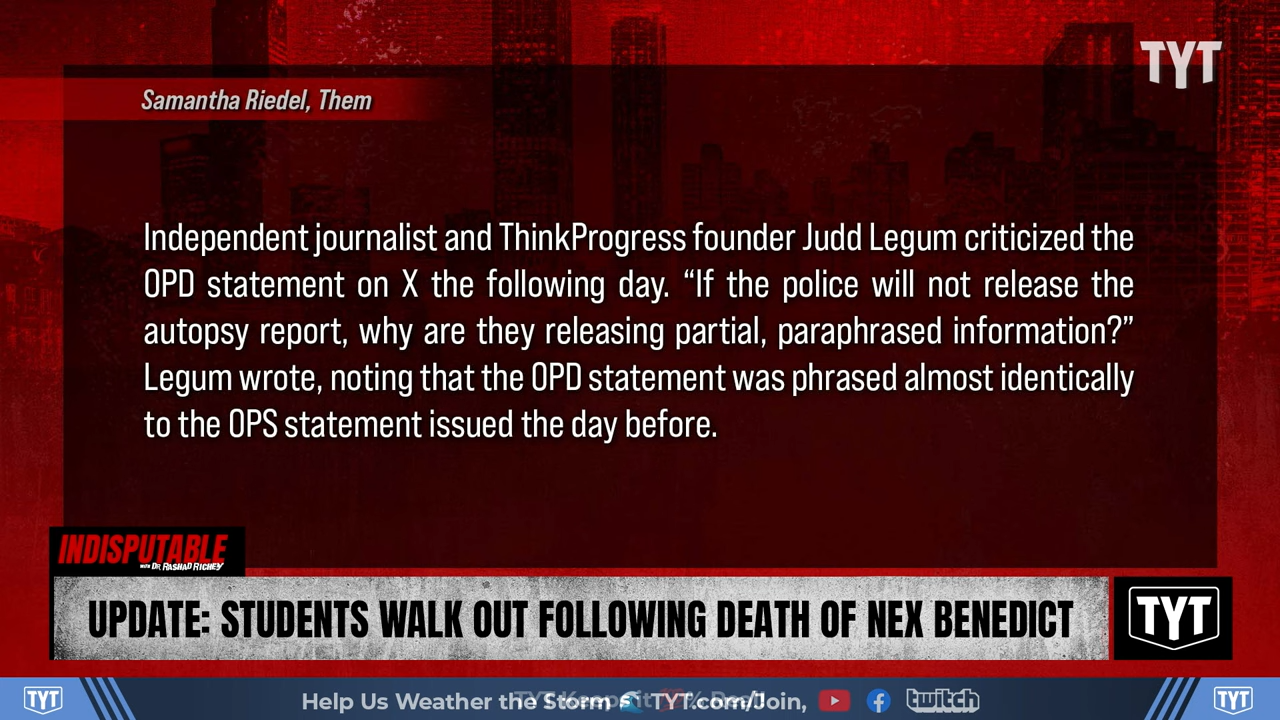 TYT
Samantha Riedel, Them
Independent journalist and ThinkProgress founder Judd Legum criticized the
OPD statement on X the following day. “If the police will not release the
autopsy report, why are they releasing partial, paraphrased information?”
Legum wrote, noting that the OPD statement was phrased almost identically
to the OPS statement issued the day before.
INDISPUTABLE
WITH DR. RASHAD RICHEY
UPDATE: STUDENTS WALK OUT FOLLOWING DEATH OF NEX BENEDICT
TYT
TYT
Help Us Weather the Storm TYT.com/Join,
twitch
TYT